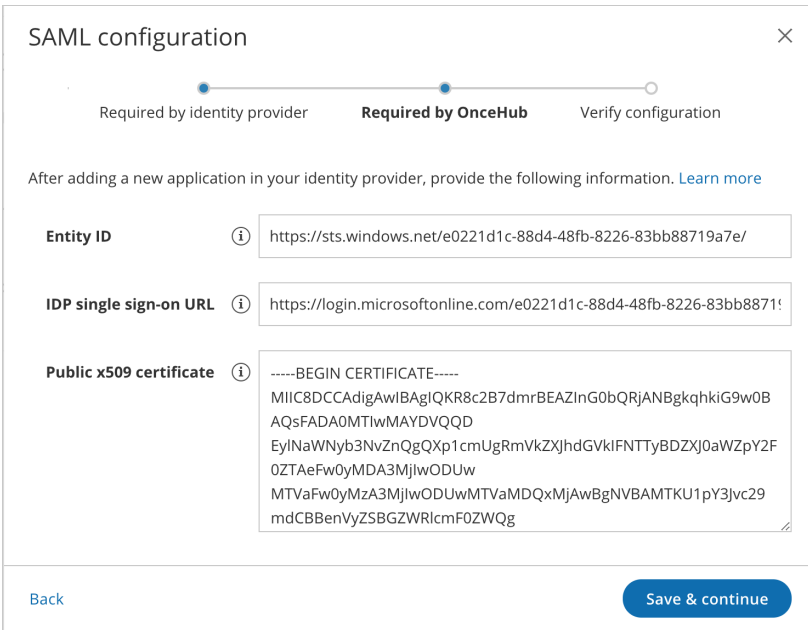 SAML configuration
Required by identity provider
Required by OnceHub
Verify configuration
After adding a new application in your identity provider, provide the following information. Learn more
Entity ID
https://sts.windows.net/e0221d1c-88d4-48fb-8226-83bb88719a7e/
IDP single sign-on URL
https://login.microsoftonline.com/e0221d1c-88d4-48fb-8226-83bb88719
Public x509 certificate
-----BEGIN CERTIFICATE-----
MIIC8DCCAdigAwIBAgIQKR8c2B7dmrBEAZInG0bQRjANBgkqhkiG9w0B
AQsFADA0MTIwMAYDVQQD
EylNaWNyb3NvZnQgQXp1cmUgRmVkZXJhdGVkIFNTTyBDZXJ0aWZpY2F
0ZTAeFw0yMDA3MjIwODUw
MTVaFw0yMzA3MjIwODUwMTVaMDQxMjAwBgNVBAMTKU1pY3Jvc29
mdCBBenVyZSBGZWRlcmF0ZWQg
Back
Save & continue